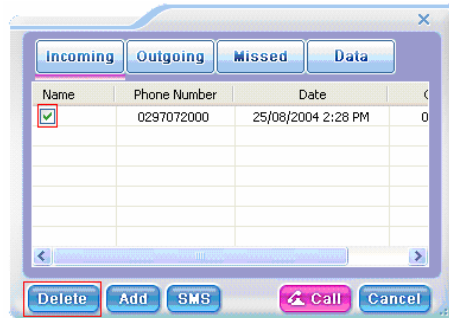 Incoming Outgoing Missed Data
Name Phone Number Date
0297072000 25/08/2004 2:28 PM 0
Delete Add SMS Call Cancel